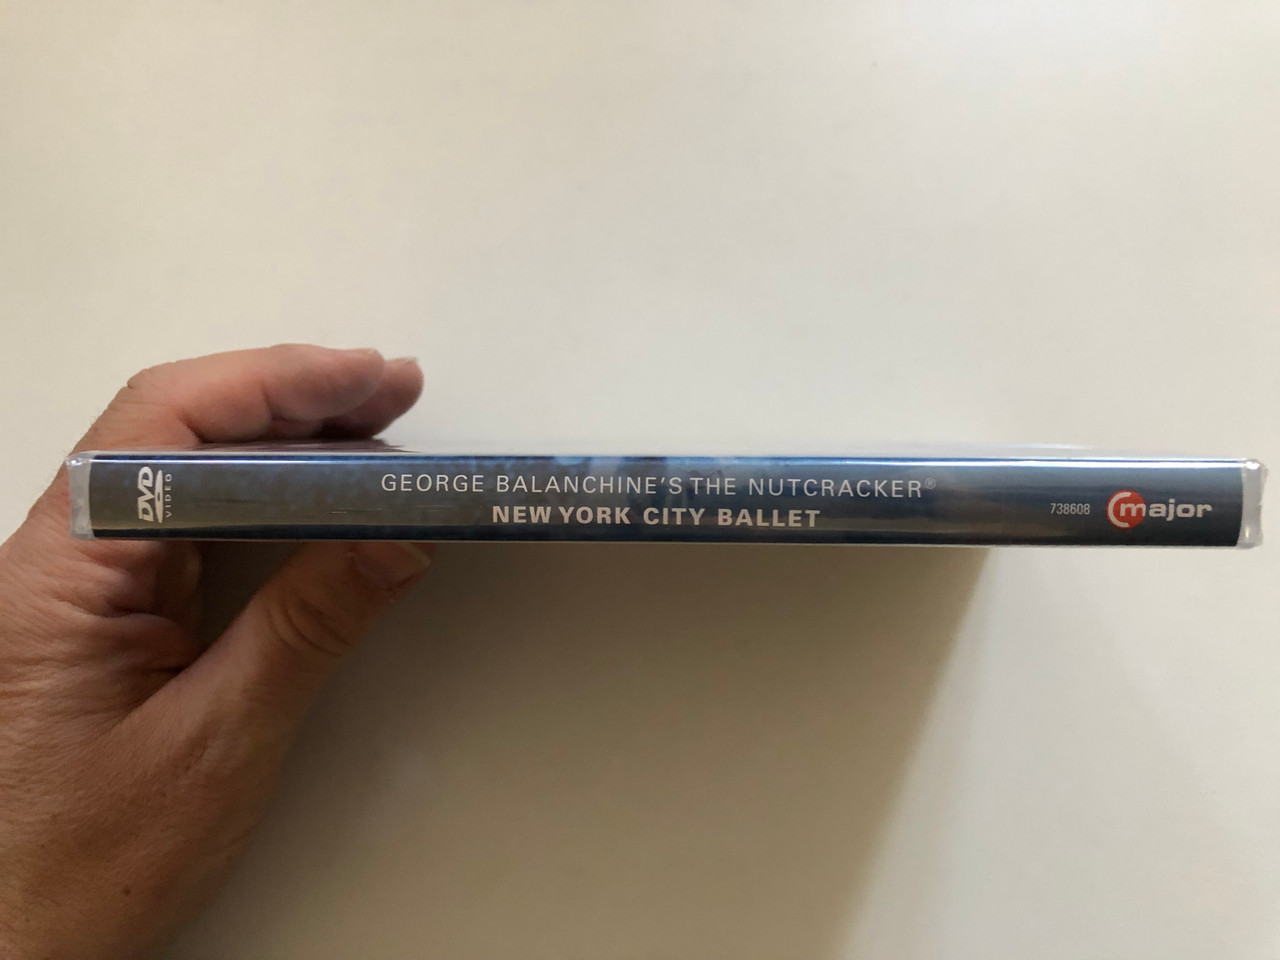 DVD
VIDEO
GEORGE BALANCHINE'S THE NUTCRACKER®
NEW YORK CITY BALLET
738608
major